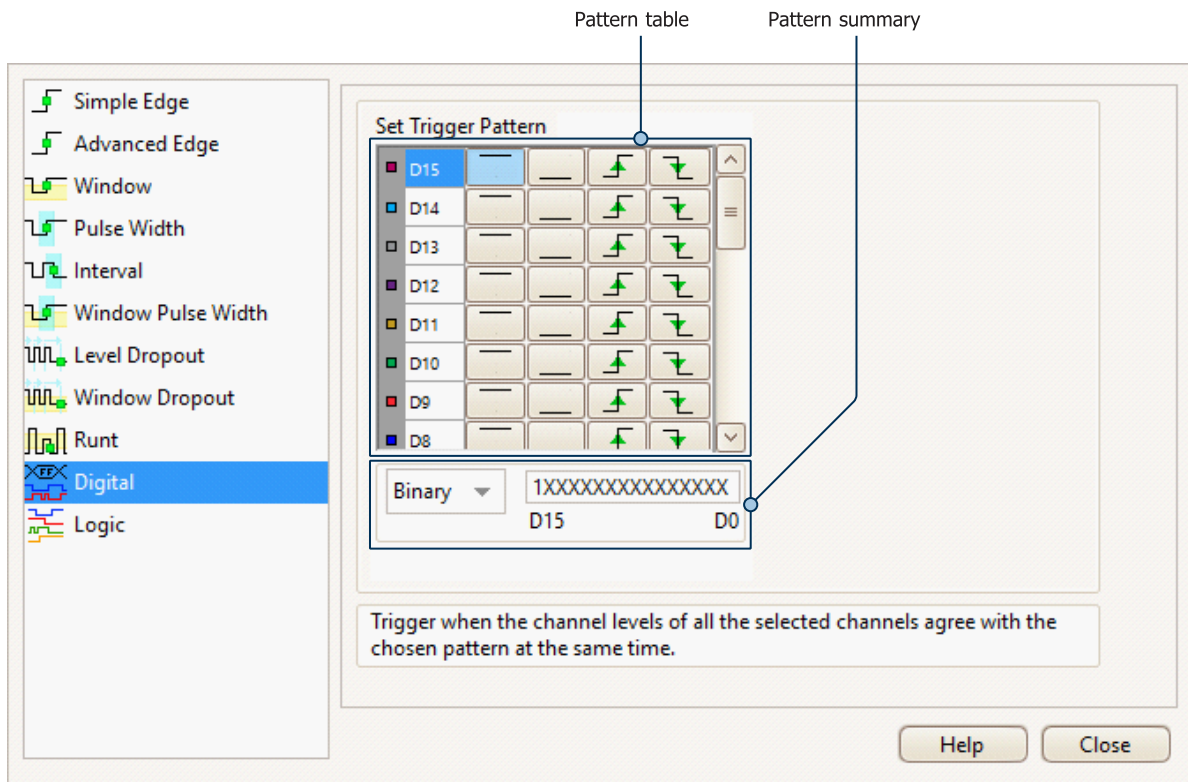 Pattern table
Pattern summary
Simple Edge
Advanced Edge
Window
Pulse Width
Interval
Window Pulse Width
Level Dropout
Window Dropout
Runt
FF
Digital
Logic
Set Trigger Pattern
D15
D14
D13
D12
D11
D10
D9
D8
Binary
1XXXXXXXXXXXXXXX
D15
D0
Trigger when the channel levels of all the selected channels agree with the
chosen pattern at the same time.
Help
Close